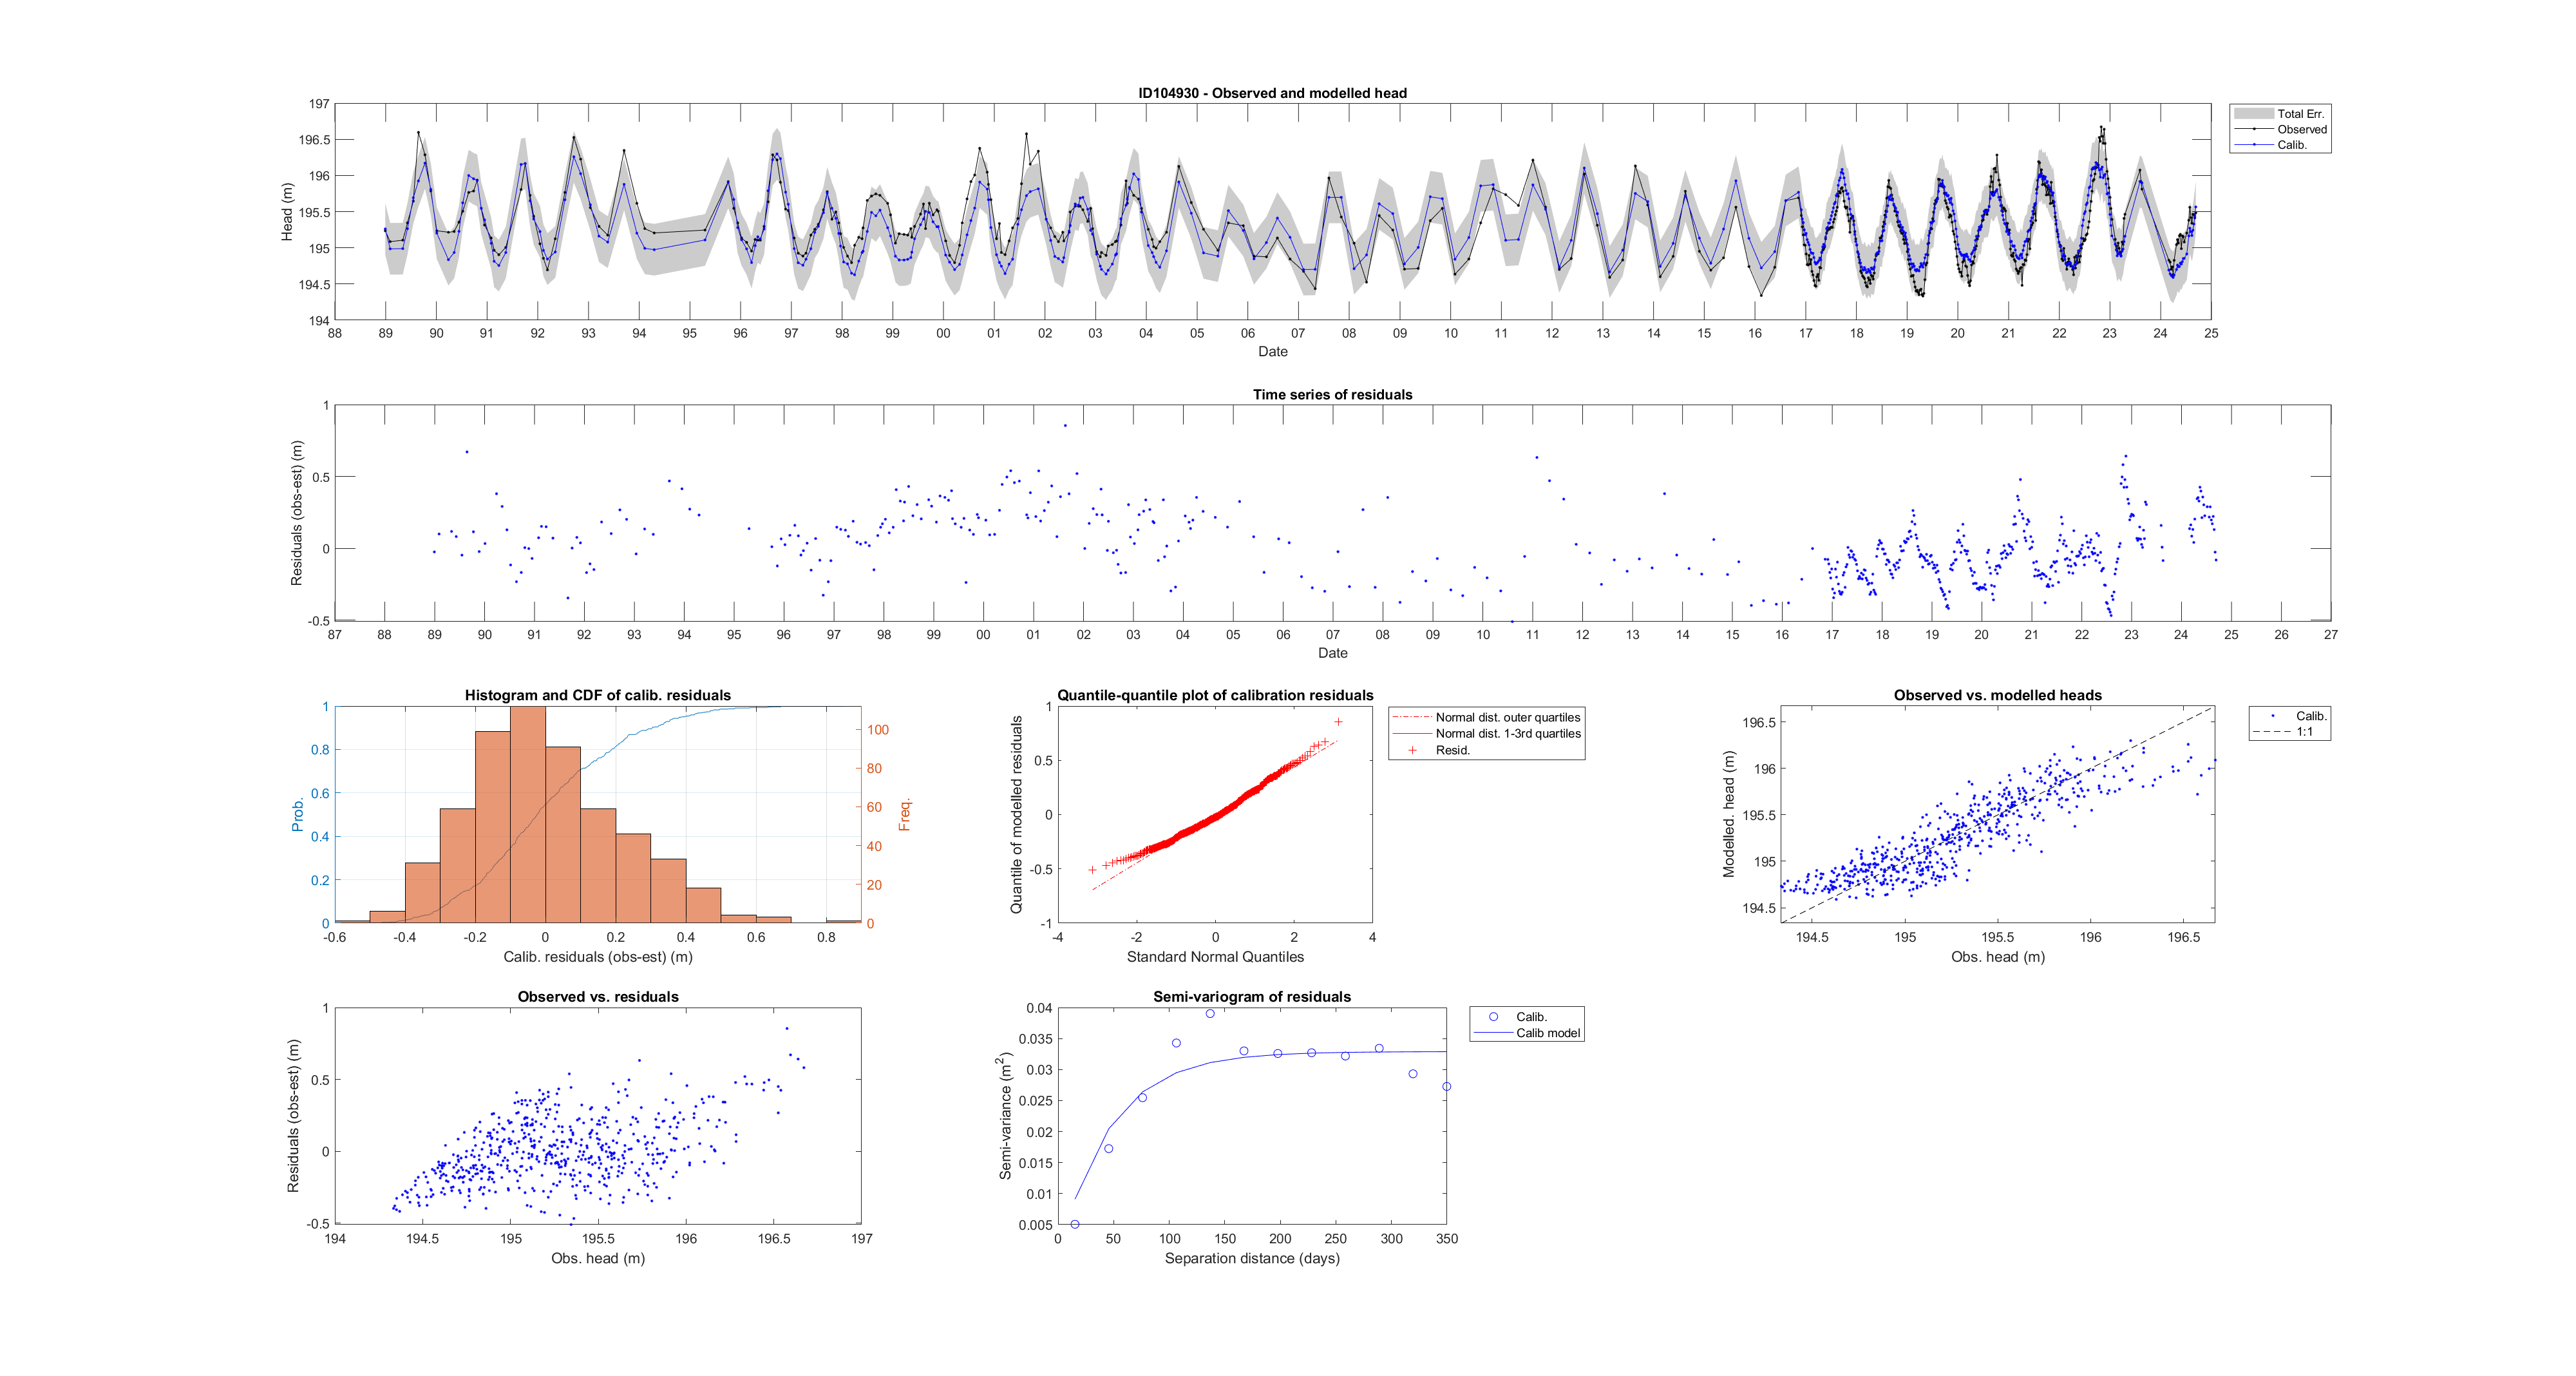 ID104930 - Observed and modelled head
197
196.5
196
195.5
195
194.5
194
Head (m)
88 89 90 91 92 93 94 95 96 97 98 99 00 01 02 03 04 05 06 07 08 09 10 11 12 13 14 15 16 17 18 19 20 21 22 23 24 25
Date
Total Err.
Observed
Calib.
Time series of residuals
1
0.5
0
-0.5
Residuals (obs-est) (m)
87 88 89 90 91 92 93 94 95 96 97 98 99 00 01 02 03 04 05 06 07 08 09 10 11 12 13 14 15 16 17 18 19 20 21 22 23 24 25 26 27
Date
Histogram and CDF of calib. residuals
1
0.8
0.6
0.4
0.2
0
Prob.
100
80
60
40
20
0
Freq.
-0.6 -0.4 -0.2 0 0.2 0.4 0.6 0.8
Calib. residuals (obs-est) (m)
Quantile-quantile plot of calibration residuals
1
0.5
0
-0.5
-1
Quantile of modelled residuals
-4 -2 0 2 4
Standard Normal Quantiles
Normal dist. outer quartiles
Normal dist. 1-3rd quartiles
Resid.
Observed vs. modelled heads
196.5
196
195.5
195
194.5
Modelled. head (m)
194.5 195 195.5 196 196.5
Obs. head (m)
Calib.
1:1
Observed vs. residuals
1
0.5
0
-0.5
Residuals (obs-est) (m)
194 194.5 195 195.5 196 196.5 197
Obs. head (m)
Semi-variogram of residuals
0.04
0.035
0.03
0.025
0.02
0.015
0.01
0.005
Semi-variance (m²)
0 50 100 150 200 250 300 350
Separation distance (days)
Calib.
Calib model